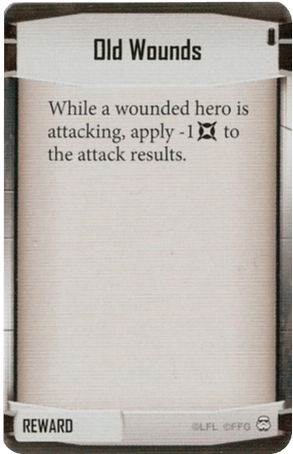 Old Wounds
While a wounded hero is
attacking, apply -1 to
the attack results.
REWARD
©LFL ©FFG